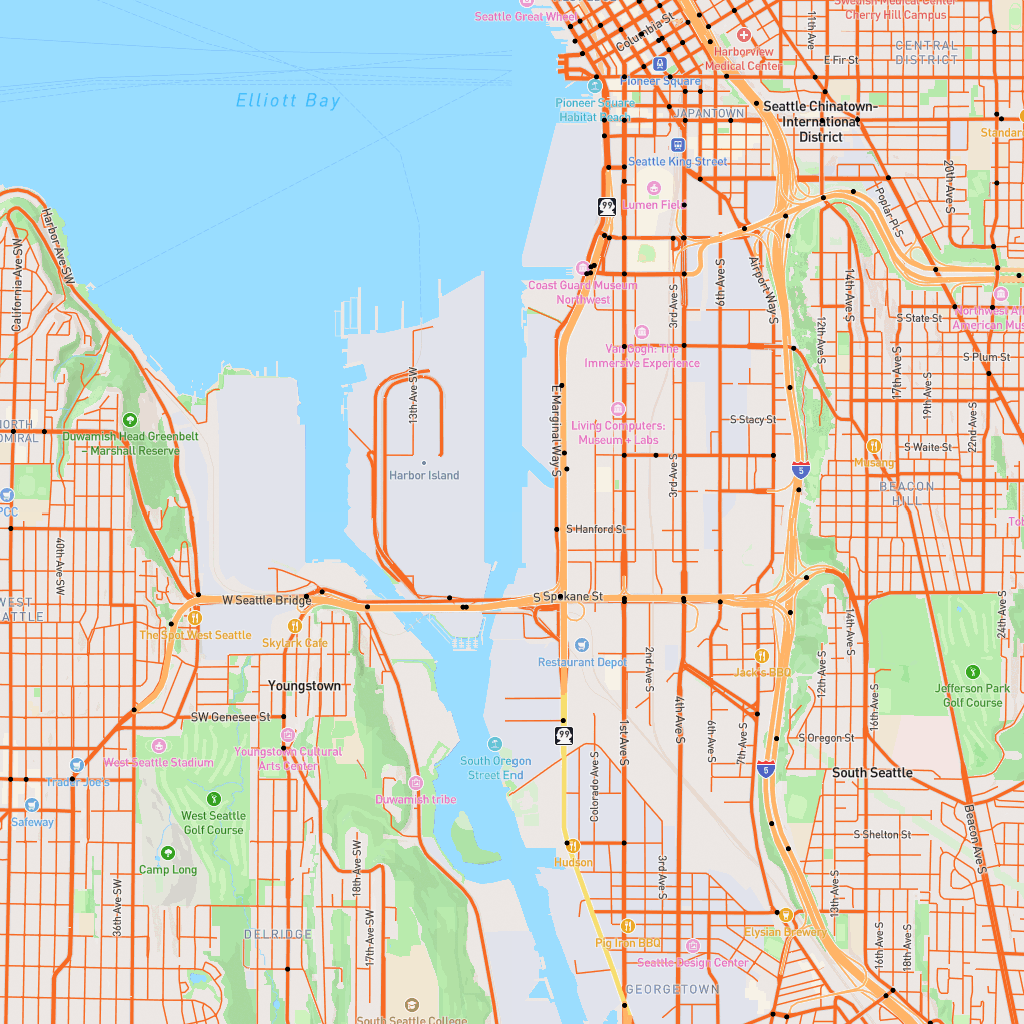 Seattle Great Wheel
Columbia St
11th Ave
Swedish Medical Center
Cherry Hill Campus
Harborview
Medical Center
E Fir St
CENTRAL
DISTRICT
Elliott Bay
Pioneer Square
Pioneer Square
Habitat Beach
JAPANTOWN
Seattle Chinatown-
International
District
Standard
Seattle King Street
20th Ave S
Poplar Pl S
Lumen Fiel
99
Harbor Ave SW
California Ave SW
Coast Guard Museum
Northwest
3rd Ave S
6th Ave S
Airport Way S
14th Ave S
12th Ave S
S State St
Northwest Af
American Mus
Van Gogh: The
Immersive Experience
S Plum St
17th Ave S
19th Ave S
22nd Ave S
13th Ave SW
E Marginal Way S
Living Computers:
Museum + Labs
S Stacy St
NORTH
ADMIRAL
Duwamish Head Greenbelt
– Marshall Reserve
S Waite St
Musang
Harbor Island
3rd Ave S
5
BEACON
HILL
PCC
S Hanford St
40th Ave SW
W Seattle Bridge
S Spokane St
WEST
SEATTLE
The Spot West Seattle
Skylark Cafe
14th Ave S
24th Ave S
Restaurant Depot
2nd Ave S
Jack's BBQ
12th Ave S
Youngstown
Jefferson Park
Golf Course
16th Ave S
SW Genesee St
4th Ave S
6th Ave S
7th Ave S
1st Ave S
99
S Oregon St
West Seattle Stadium
Youngstown Cultural
Arts Center
South Oregon
Street End
5
South Seattle
Trader Joe's
Colorado Ave S
Duwamish tribe
West Seattle
Golf Course
Safeway
Beacon Ave S
S Shelton St
Camp Long
Hudson
18th Ave SW
3rd Ave S
36th Ave SW
13th Ave S
17th Ave SW
DELRIDGE
Pig Iron BBQ
Elysian Brewery
16th Ave S
18th Ave S
Seattle Design Center
GEORGETOWN
South Seattle College